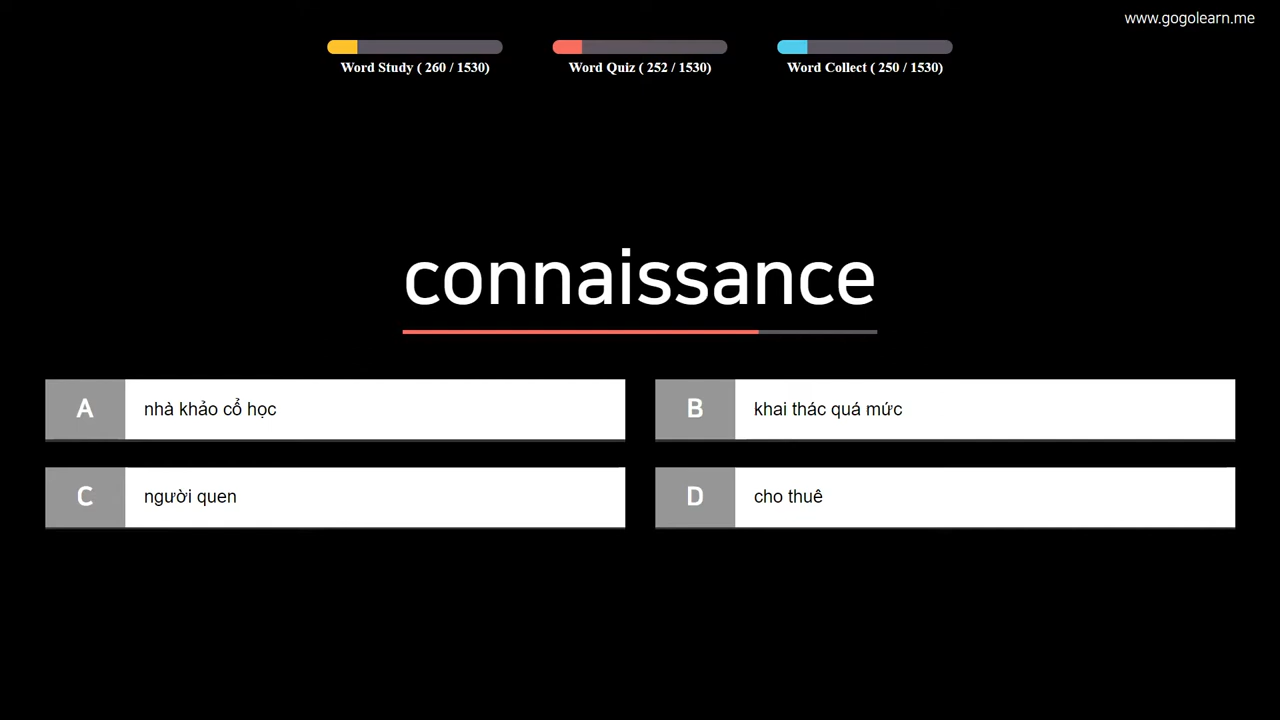 www.gogolearn.me
Word Study ( 260 / 1530)
Word Quiz ( 252 / 1530)
Word Collect ( 250 / 1530)
connaissance
A nhà khảo cổ học
B khai thác quá mức
C người quen
D cho thuê